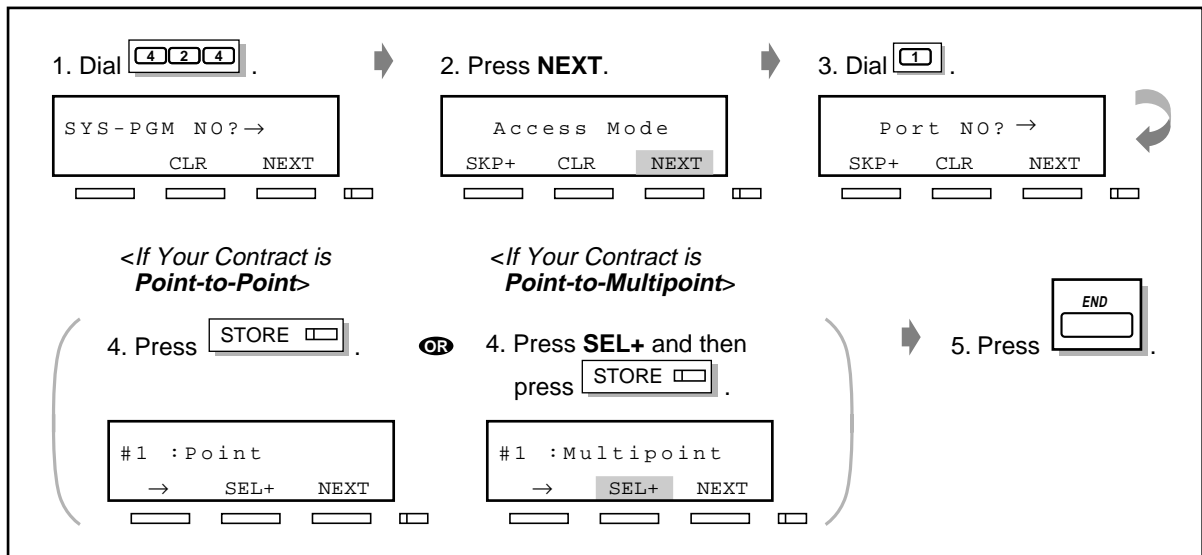 1. Dial 4 2 4 .
SYS-PGM NO?→
CLR NEXT
2. Press NEXT.
Access Mode
SKP+ CLR NEXT
3. Dial 1 .
Port NO? →
SKP+ CLR NEXT
<If Your Contract is
Point-to-Point>
4. Press STORE .
#1 :Point
→ SEL+ NEXT
OR
<If Your Contract is
Point-to-Multipoint>
4. Press SEL+ and then
press STORE .
#1 :Multipoint
→ SEL+ NEXT
5. Press END .